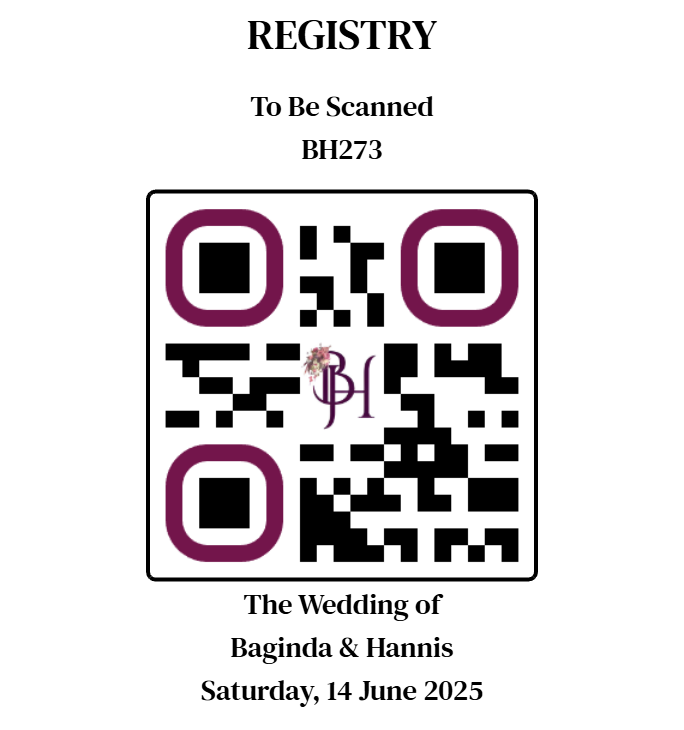 REGISTRY
To Be Scanned
BH273
BH
The Wedding of
Baginda & Hannis
Saturday, 14 June 2025